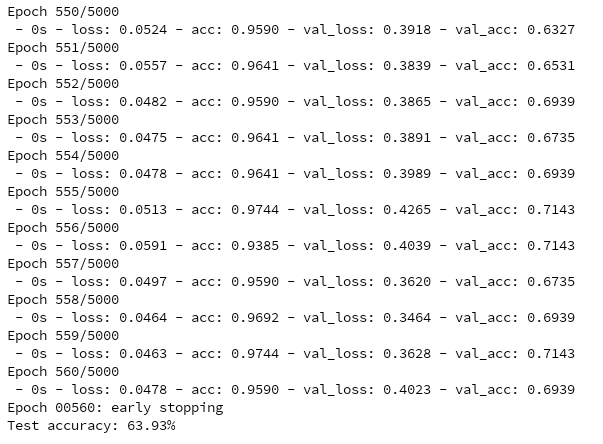 Epoch 550/5000
- 0s - loss: 0.0524 - acc: 0.9590 - val_loss: 0.3918 - val_acc: 0.6327
Epoch 551/5000
- 0s - loss: 0.0557 - acc: 0.9641 - val_loss: 0.3839 - val_acc: 0.6531
Epoch 552/5000
- 0s - loss: 0.0482 - acc: 0.9590 - val_loss: 0.3865 - val_acc: 0.6939
Epoch 553/5000
- 0s - loss: 0.0475 - acc: 0.9641 - val_loss: 0.3891 - val_acc: 0.6735
Epoch 554/5000
- 0s - loss: 0.0478 - acc: 0.9641 - val_loss: 0.3989 - val_acc: 0.6939
Epoch 555/5000
- 0s - loss: 0.0513 - acc: 0.9744 - val_loss: 0.4265 - val_acc: 0.7143
Epoch 556/5000
- 0s - loss: 0.0591 - acc: 0.9385 - val_loss: 0.4039 - val_acc: 0.7143
Epoch 557/5000
- 0s - loss: 0.0497 - acc: 0.9590 - val_loss: 0.3620 - val_acc: 0.6735
Epoch 558/5000
- 0s - loss: 0.0464 - acc: 0.9692 - val_loss: 0.3464 - val_acc: 0.6939
Epoch 559/5000
- 0s - loss: 0.0463 - acc: 0.9744 - val_loss: 0.3628 - val_acc: 0.7143
Epoch 560/5000
- 0s - loss: 0.0478 - acc: 0.9590 - val_loss: 0.4023 - val_acc: 0.6939
Epoch 00560: early stopping
Test accuracy: 63.93%